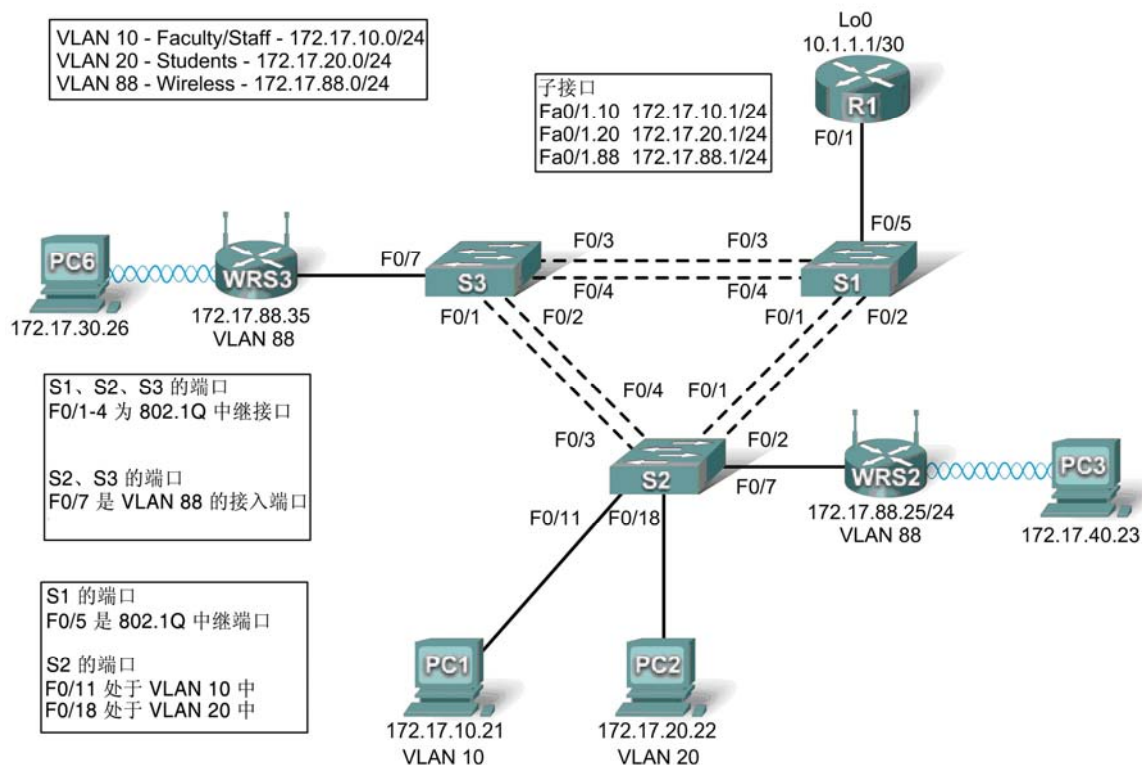 VLAN 10 - Faculty/Staff - 172.17.10.0/24
VLAN 20 - Students - 172.17.20.0/24
VLAN 88 - Wireless - 172.17.88.0/24
子接口
Fa0/1.10 172.17.10.1/24
Fa0/1.20 172.17.20.1/24
Fa0/1.88 172.17.88.1/24
Lo0
10.1.1.1/30
R1
F0/1
F0/5
PC6
172.17.30.26
WRS3
172.17.88.35
VLAN 88
F0/7
S3
F0/3
F0/3
F0/4
F0/4
S1
F0/1
F0/2
F0/1
F0/2
S1、S2、S3 的端口
F0/1-4 为 802.1Q 中继接口
S2、S3 的端口
F0/7 是 VLAN 88 的接入端口
F0/4
F0/1
F0/3
F0/2
S2
F0/7
WRS2
172.17.88.25/24
VLAN 88
PC3
172.17.40.23
F0/11
F0/18
S1 的端口
F0/5 是 802.1Q 中继端口
S2 的端口
F0/11 处于 VLAN 10 中
F0/18 处于 VLAN 20 中
PC1
172.17.10.21
VLAN 10
PC2
172.17.20.22
VLAN 20